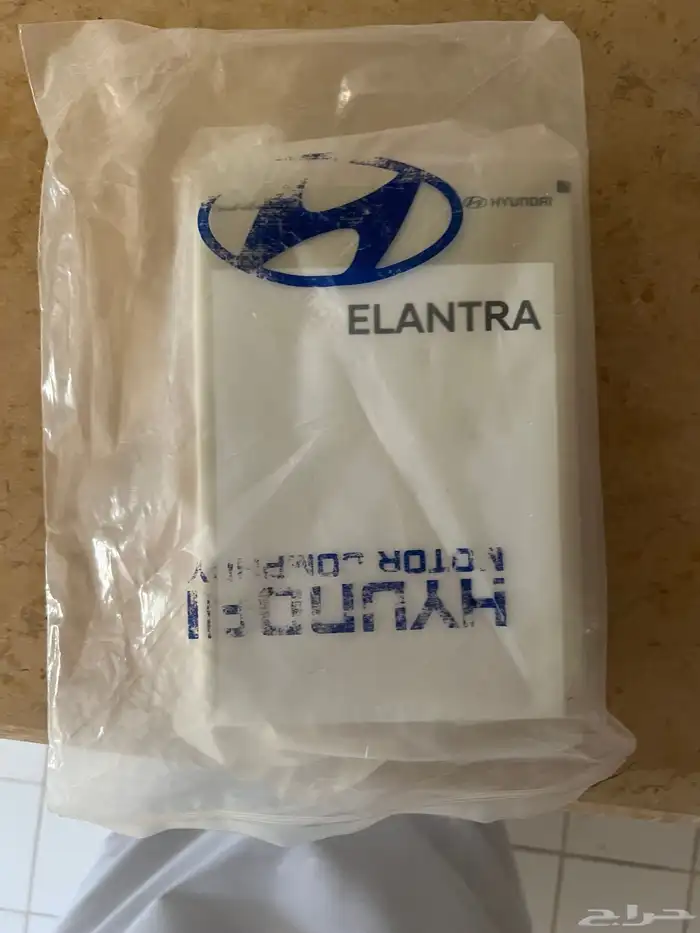 HYUNDAI
ELANTRA
HYUNDAI
MOTOR COMPANY
حراج